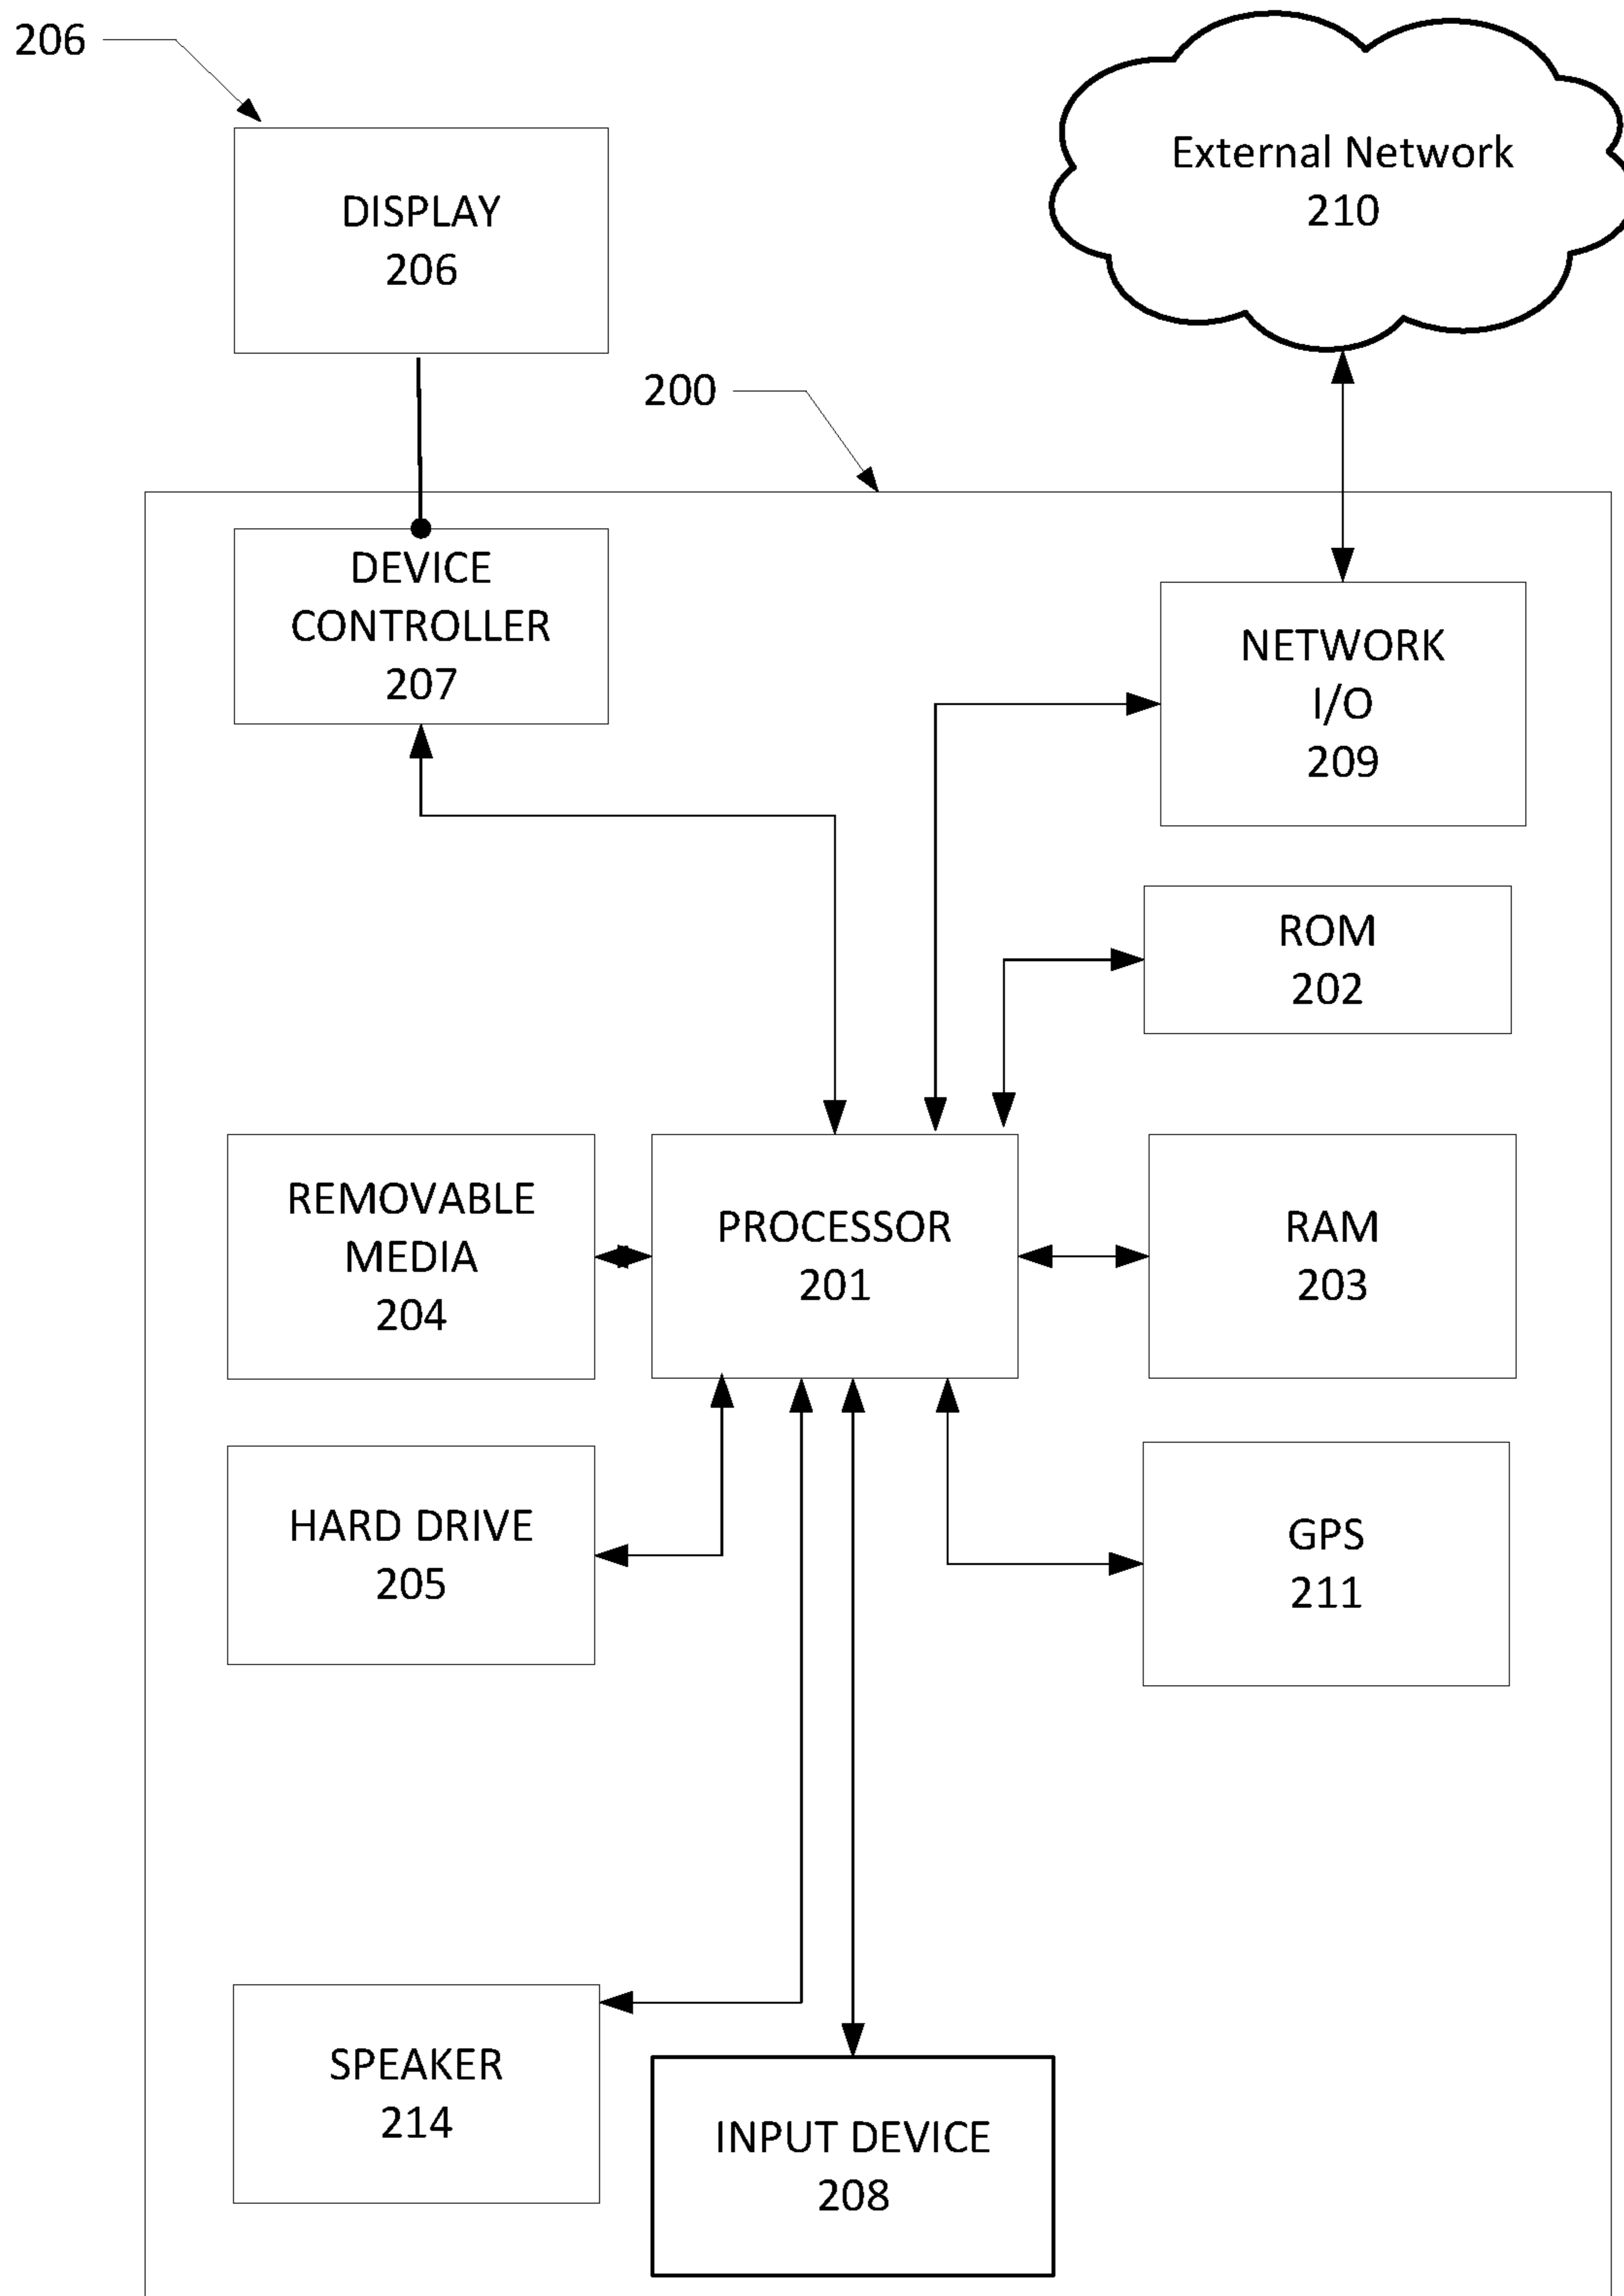 206
DISPLAY
206
External Network
210
200
DEVICE
CONTROLLER
207
NETWORK
I/O
209
ROM
202
REMOVABLE
MEDIA
204
PROCESSOR
201
RAM
203
HARD DRIVE
205
GPS
211
SPEAKER
214
INPUT DEVICE
208